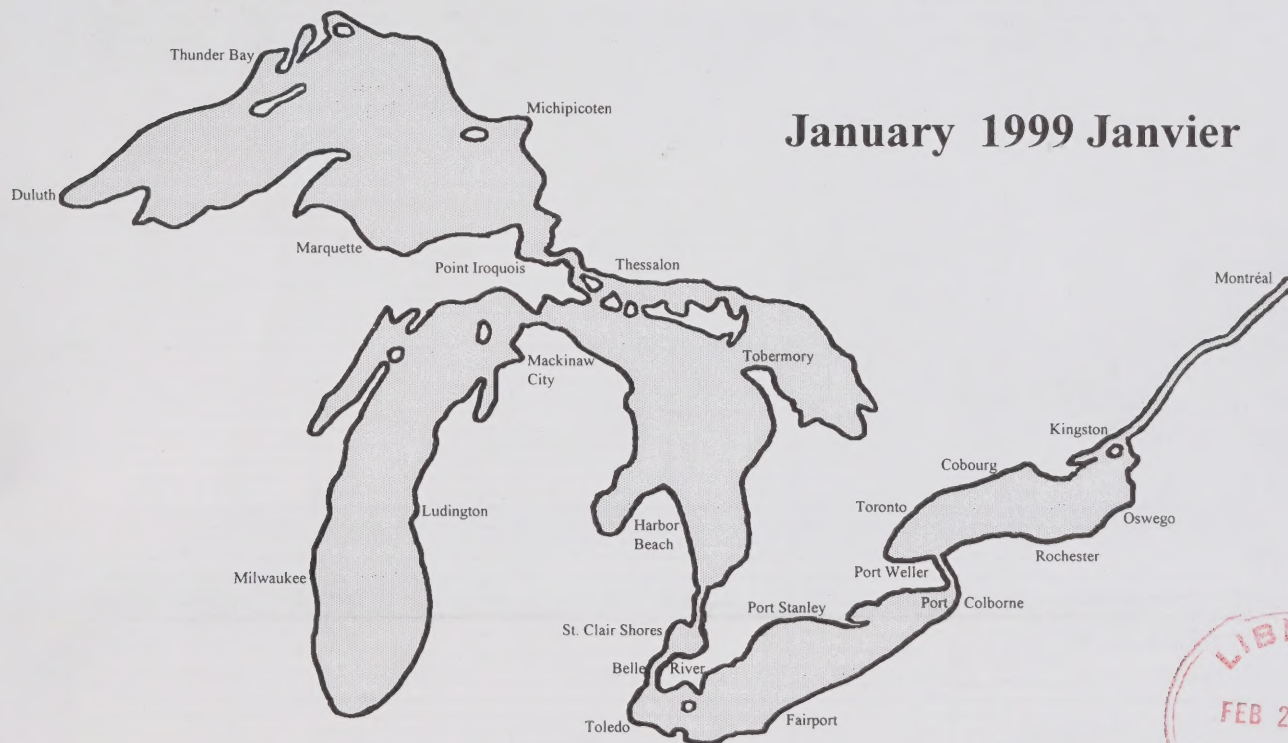 Thunder Bay
Michipicoten
January 1999 Janvier
Duluth
Marquette
Point Iroquois
Thessalon
Montréal
Mackinaw
City
Tobermory
Kingston
Cobourg
Ludington
Toronto
Oswego
Harbor
Beach
Rochester
Milwaukee
Port Weller
Port Stanley
Port Colborne
St. Clair Shores
Belle River
Toledo
Fairport
FEB 2